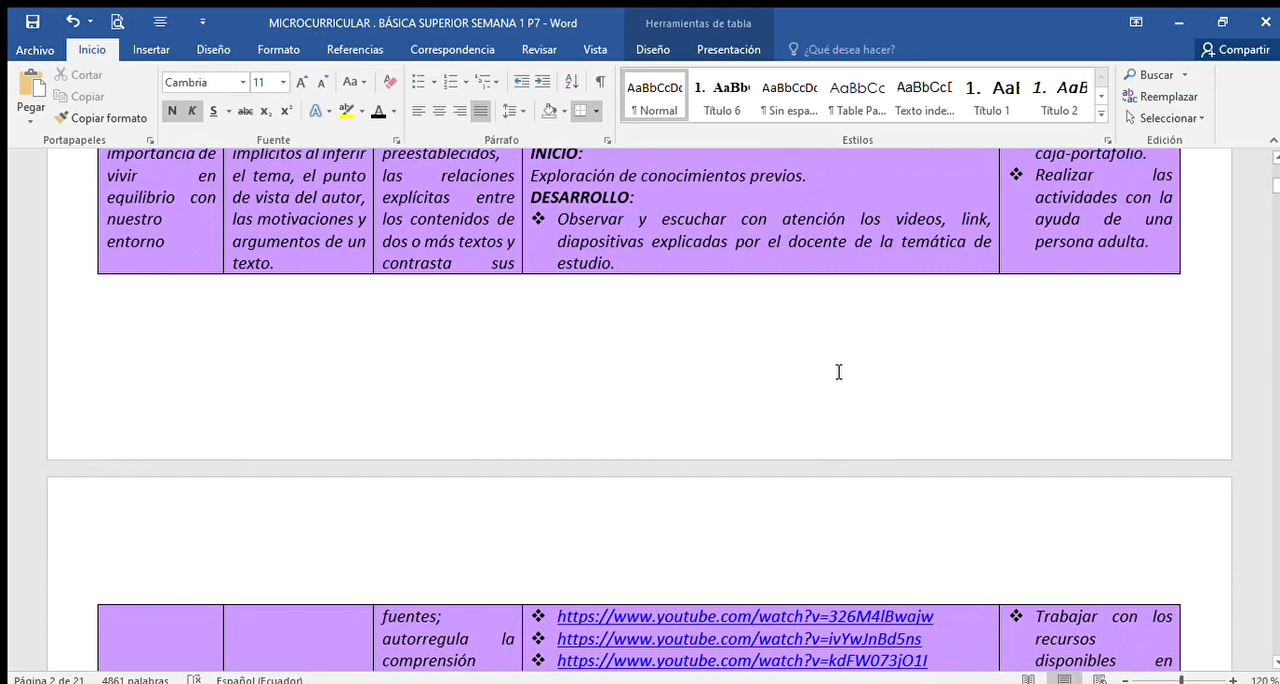 MICROCURRICULAR . BÁSICA SUPERIOR SEMANA 1 P7 - Word
Herramientas de tabla
Archivo Inicio Insertar Diseño Formato Referencias Correspondencia Revisar Vista Diseño Presentación ¿Qué desea hacer? Compartir
Pegar
Cortar
Copiar
Copiar formato
Portapapeles
Cambria 11
Fuente
Párrafo
AaBbCcDc 1. AaBb( AaBbCcDc AaBbCc AaBbCcD 1. AaB 1. AaB
¶ Normal Título 6 ¶ Sin espa... ¶ Table Pa... Texto inde... Título 1 Título 2
Estilos
Buscar
Reemplazar
Seleccionar
Edición
importancia de
vivir en
equilibrio con
nuestro
entorno
implícitos al inferir
el tema, el punto
de vista del autor,
las motivaciones y
argumentos de un
texto.
preestablecidos,
las relaciones
explícitas entre
los contenidos de
dos o más textos y
contrasta sus
INICIO:
Exploración de conocimientos previos.
DESARROLLO:
❖ Observar y escuchar con atención los videos, link,
diapositivas explicadas por el docente de la temática de
estudio.
caja-portafolio.
❖ Realizar las
actividades con la
ayuda de una
persona adulta.
fuentes;
autorregula la
comprensión
❖ https://www.youtube.com/watch?v=326M4lBwajw
❖ https://www.youtube.com/watch?v=ivYwJnBd5ns
❖ https://www.youtube.com/watch?v=kdFW073jO1I
❖ Trabajar con los
recursos
disponibles en
Página 2 de 21 4861 palabras Español (Ecuador) 120 %